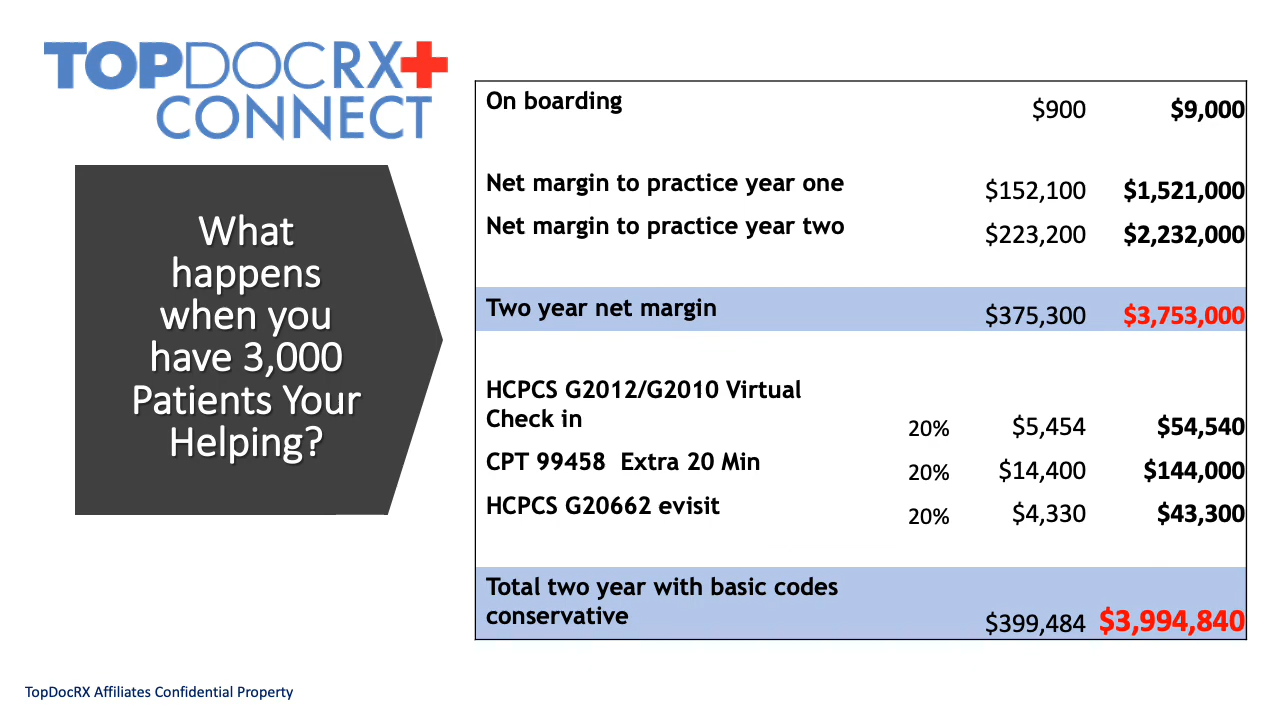 TOPDOCRX+
CONNECT
What
happens
when you
have 3,000
Patients Your
Helping?
On boarding $900 $9,000
Net margin to practice year one $152,100 $1,521,000
Net margin to practice year two $223,200 $2,232,000
Two year net margin $375,300 $3,753,000
HCPCS G2012/G2010 Virtual
Check in 20% $5,454 $54,540
CPT 99458 Extra 20 Min 20% $14,400 $144,000
HCPCS G20662 evisit 20% $4,330 $43,300
Total two year with basic codes
conservative $399,484 $3,994,840
TopDocRX Affiliates Confidential Property